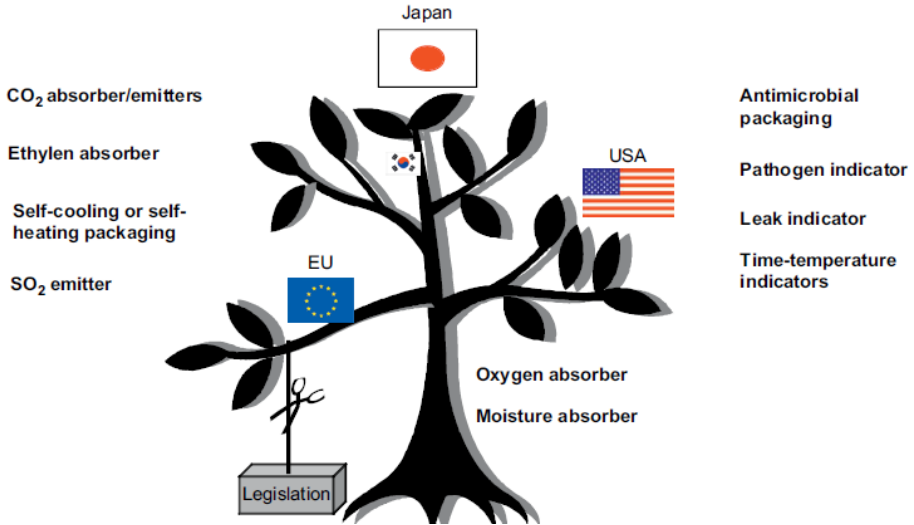 Japan
CO₂ absorber/emitters
Ethylen absorber
Self-cooling or self-
heating packaging
SO₂ emitter
EU
USA
Antimicrobial
packaging
Pathogen indicator
Leak indicator
Time-temperature
indicators
Oxygen absorber
Moisture absorber
Legislation